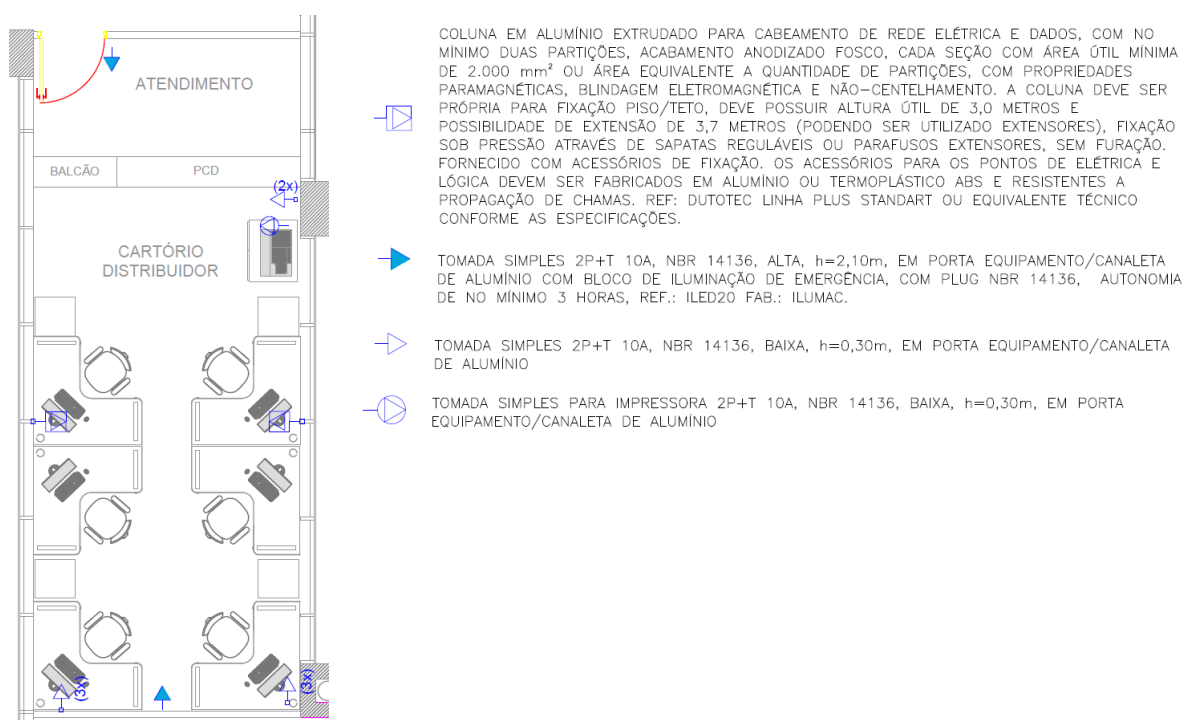 ATENDIMENTO
BALCÃO
PCD
(2x)
CARTÓRIO
DISTRIBUIDOR
(3x)
(3x)
COLUNA EM ALUMÍNIO EXTRUDADO PARA CABEAMENTO DE REDE ELÉTRICA E DADOS, COM NO
MÍNIMO DUAS PARTIÇÕES, ACABAMENTO ANODIZADO FOSCO, CADA SEÇÃO COM ÁREA ÚTIL MÍNIMA
DE 2.000 mm² OU ÁREA EQUIVALENTE A QUANTIDADE DE PARTIÇÕES, COM PROPRIEDADES
PARAMAGNÉTICAS, BLINDAGEM ELETROMAGNÉTICA E NÃO-CENTELHAMENTO. A COLUNA DEVE SER
PRÓPRIA PARA FIXAÇÃO PISO/TETO, DEVE POSSUIR ALTURA ÚTIL DE 3,0 METROS E
POSSIBILIDADE DE EXTENSÃO DE 3,7 METROS (PODENDO SER UTILIZADO EXTENSORES), FIXAÇÃO
SOB PRESSÃO ATRAVÉS DE SAPATAS REGULÁVEIS OU PARAFUSOS EXTENSORES, SEM FURAÇÃO.
FORNECIDO COM ACESSÓRIOS DE FIXAÇÃO. OS ACESSÓRIOS PARA OS PONTOS DE ELÉTRICA E
LÓGICA DEVEM SER FABRICADOS EM ALUMÍNIO OU TERMOPLÁSTICO ABS E RESISTENTES A
PROPAGAÇÃO DE CHAMAS. REF: DUTOTEC LINHA PLUS STANDART OU EQUIVALENTE TÉCNICO
CONFORME AS ESPECIFICAÇÕES.
TOMADA SIMPLES 2P+T 10A, NBR 14136, ALTA, h=2,10m, EM PORTA EQUIPAMENTO/CANALETA
DE ALUMÍNIO COM BLOCO DE ILUMINAÇÃO DE EMERGÊNCIA, COM PLUG NBR 14136, AUTONOMIA
DE NO MÍNIMO 3 HORAS, REF.: ILED20 FAB.: ILUMAC.
TOMADA SIMPLES 2P+T 10A, NBR 14136, BAIXA, h=0,30m, EM PORTA EQUIPAMENTO/CANALETA
DE ALUMÍNIO
TOMADA SIMPLES PARA IMPRESSORA 2P+T 10A, NBR 14136, BAIXA, h=0,30m, EM PORTA
EQUIPAMENTO/CANALETA DE ALUMÍNIO